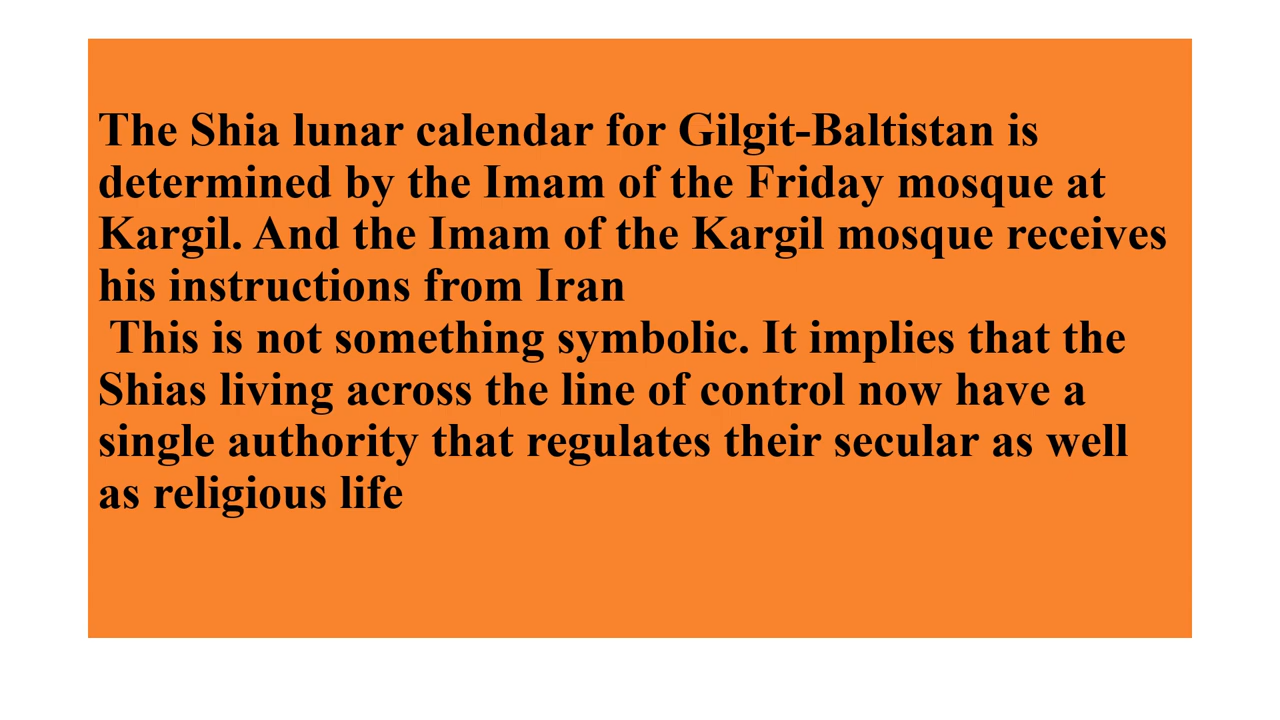 The Shia lunar calendar for Gilgit-Baltistan is
determined by the Imam of the Friday mosque at
Kargil. And the Imam of the Kargil mosque receives
his instructions from Iran
This is not something symbolic. It implies that the
Shias living across the line of control now have a
single authority that regulates their secular as well
as religious life